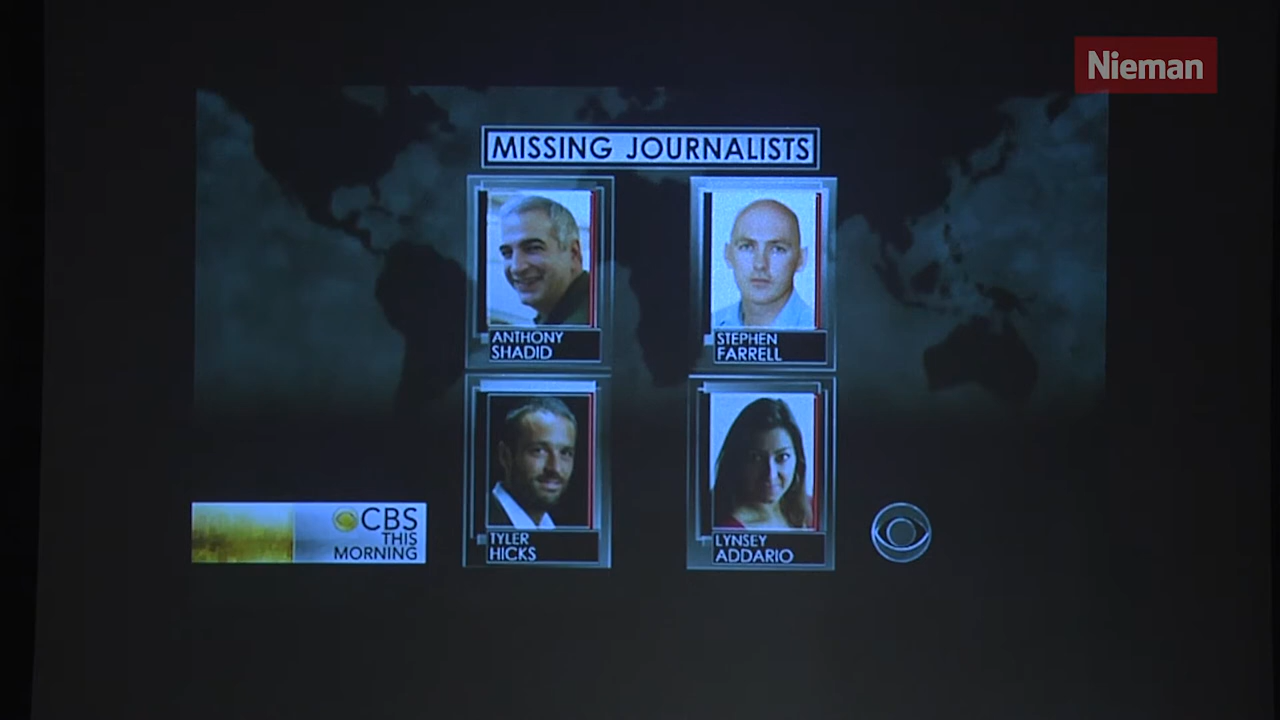 Nieman
MISSING JOURNALISTS
ANTHONY
SHADID
STEPHEN
FARRELL
TYLER
HICKS
LYNSEY
ADDARIO
CBS
THIS
MORNING